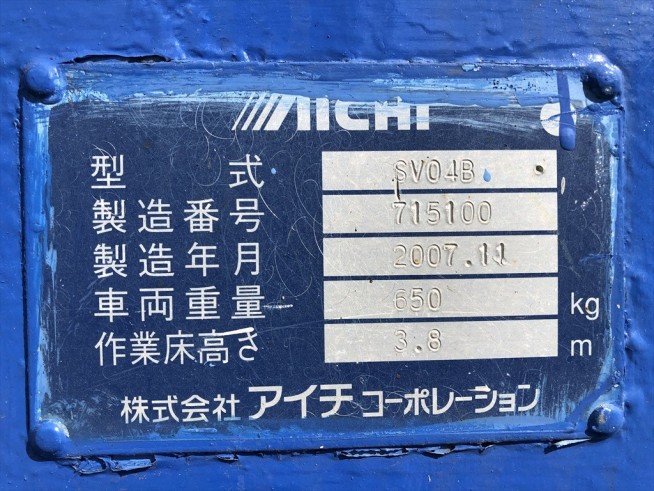 AICHI
型式 SV04B
製造番号 715100
製造年月 2007.11
車両重量 650 kg
作業床高さ 3.8 m
株式会社 アイチ コーポレーション